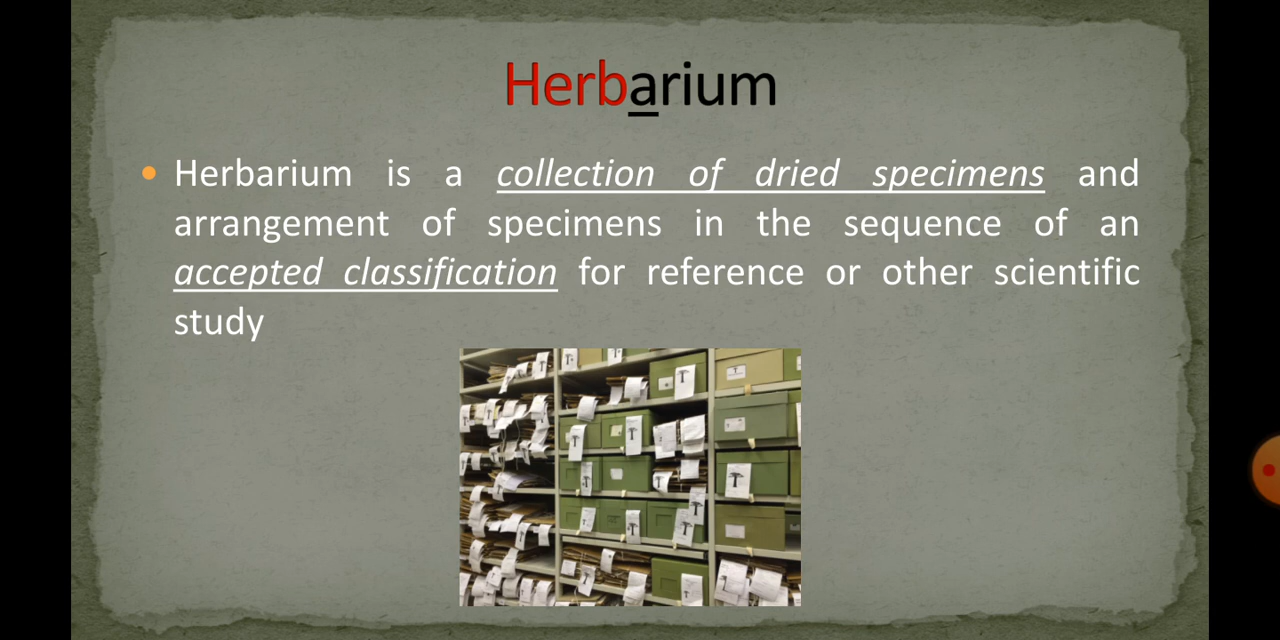 Herbarium
Herbarium is a collection of dried specimens and
arrangement of specimens in the sequence of an
accepted classification for reference or other scientific
study